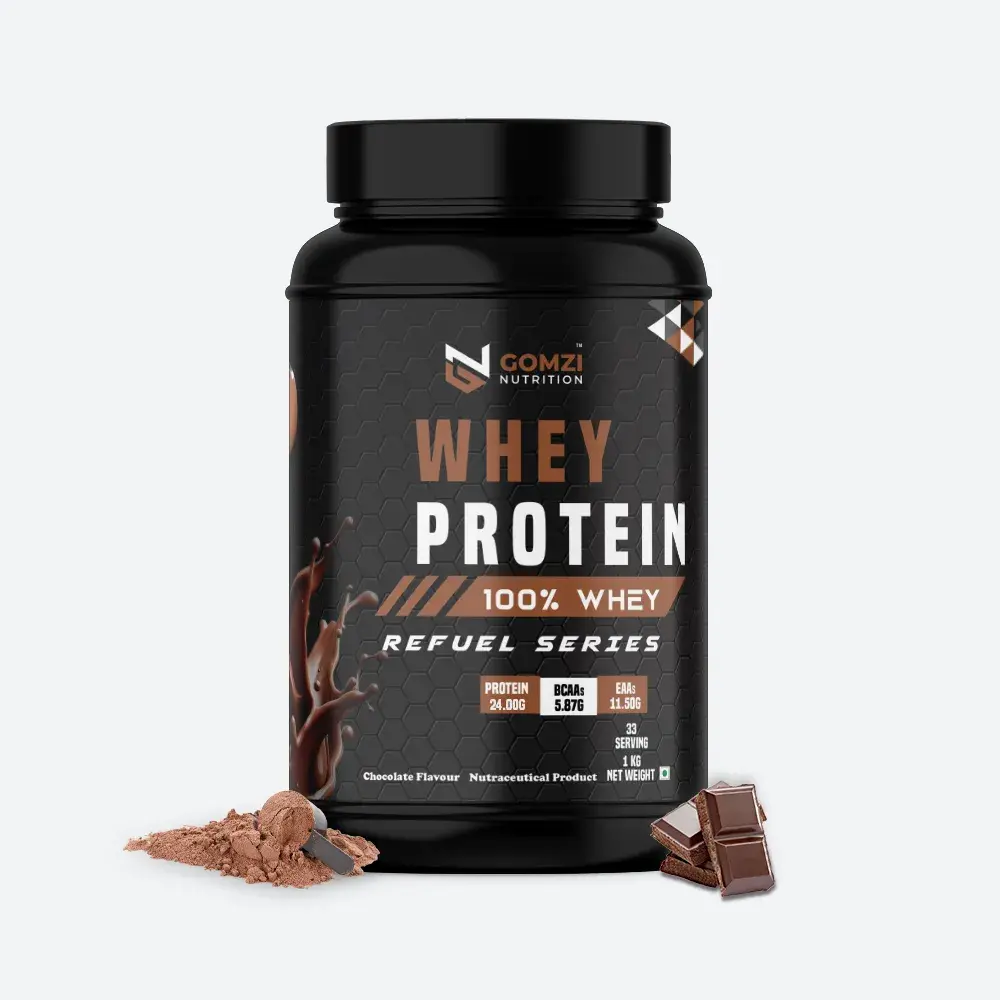 GOMZI™
NUTRITION
WHEY
PROTEIN
100% WHEY
REFUEL SERIES
PROTEIN
24.00G
BCAAs
5.87G
EAAs
11.50G
33
SERVING
1 KG
NET WEIGHT
Chocolate Flavour Nutraceutical Product